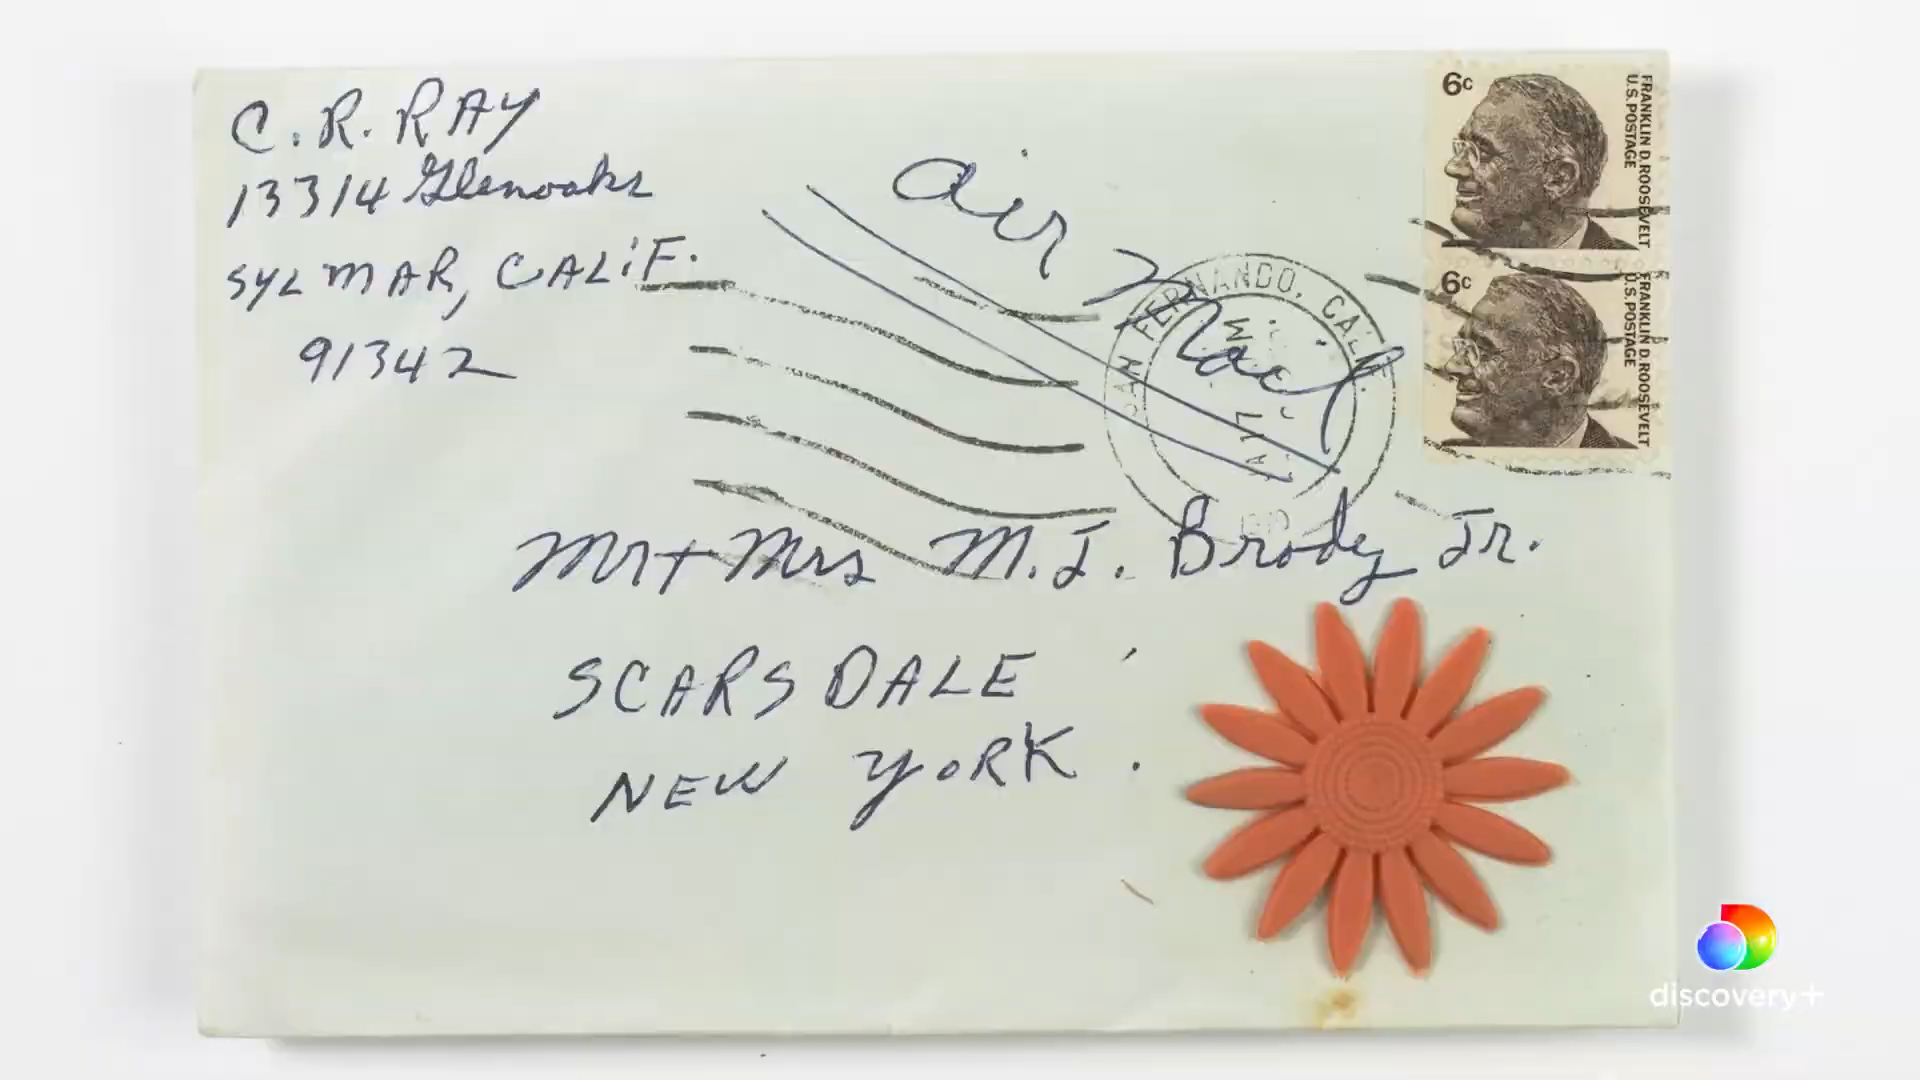 C. R. RAY
13314 Glenoaks
SYLMAR, CALIF.
91342
Air Mail
SAN FERNANDO, CALIF.
6c
FRANKLIN D. ROOSEVELT
U.S. POSTAGE
6c
FRANKLIN D. ROOSEVELT
U.S. POSTAGE
Mr + Mrs M.J. Brody Jr.
SCARSDALE
NEW YORK.
discovery+